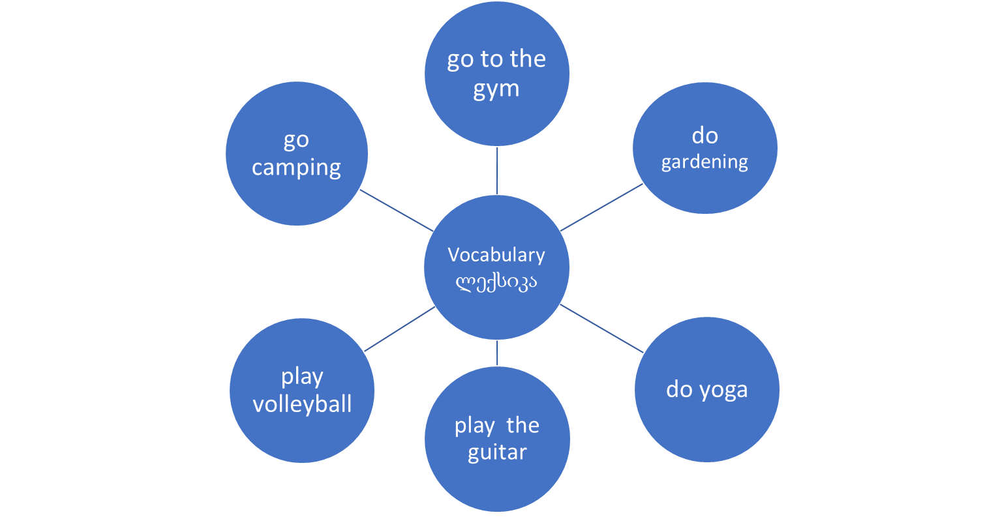 go to the
gym
do
gardening
go
camping
Vocabulary
ლექსიკა
play
volleyball
do yoga
play  the
guitar